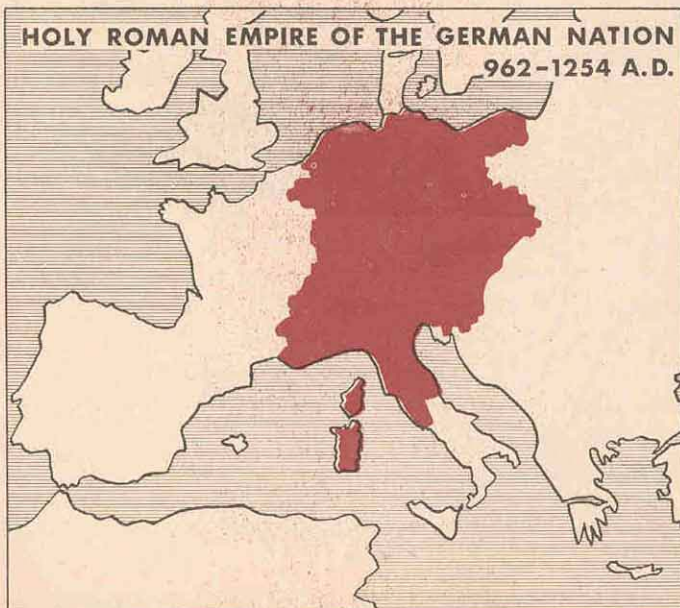 HOLY ROMAN EMPIRE OF THE GERMAN NATION
962-1254 A.D.